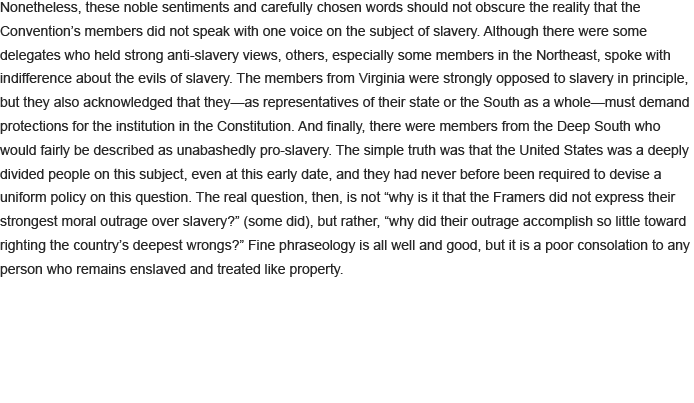 Nonetheless, these noble sentiments and carefully chosen words should not obscure the reality that the
Convention’s members did not speak with one voice on the subject of slavery. Although there were some
delegates who held strong anti-slavery views, others, especially some members in the Northeast, spoke with
indifference about the evils of slavery. The members from Virginia were strongly opposed to slavery in principle,
but they also acknowledged that they—as representatives of their state or the South as a whole—must demand
protections for the institution in the Constitution. And finally, there were members from the Deep South who
would fairly be described as unabashedly pro-slavery. The simple truth was that the United States was a deeply
divided people on this subject, even at this early date, and they had never before been required to devise a
uniform policy on this question. The real question, then, is not “why is it that the Framers did not express their
strongest moral outrage over slavery?” (some did), but rather, “why did their outrage accomplish so little toward
righting the country’s deepest wrongs?” Fine phraseology is all well and good, but it is a poor consolation to any
person who remains enslaved and treated like property.